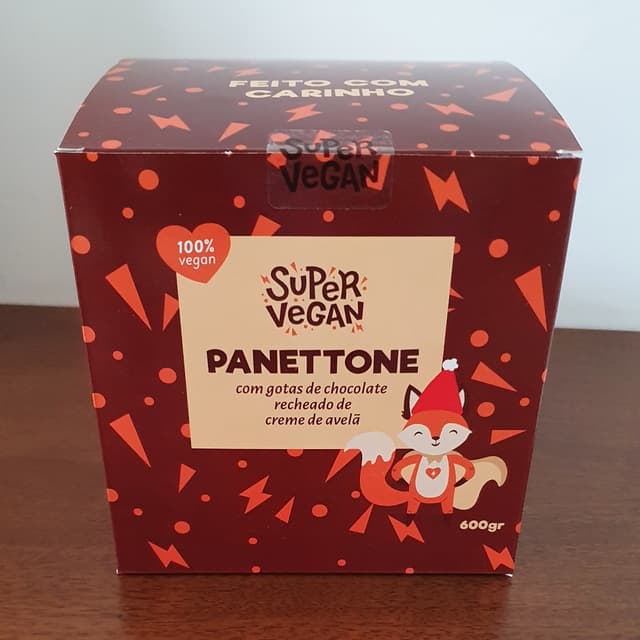 FEITO COM
CARINHO
SUPER
VEGAN
100%
vegan
SUPER
VEGAN
PANETTONE
com gotas de chocolate
recheado de
creme de avelã
600gr